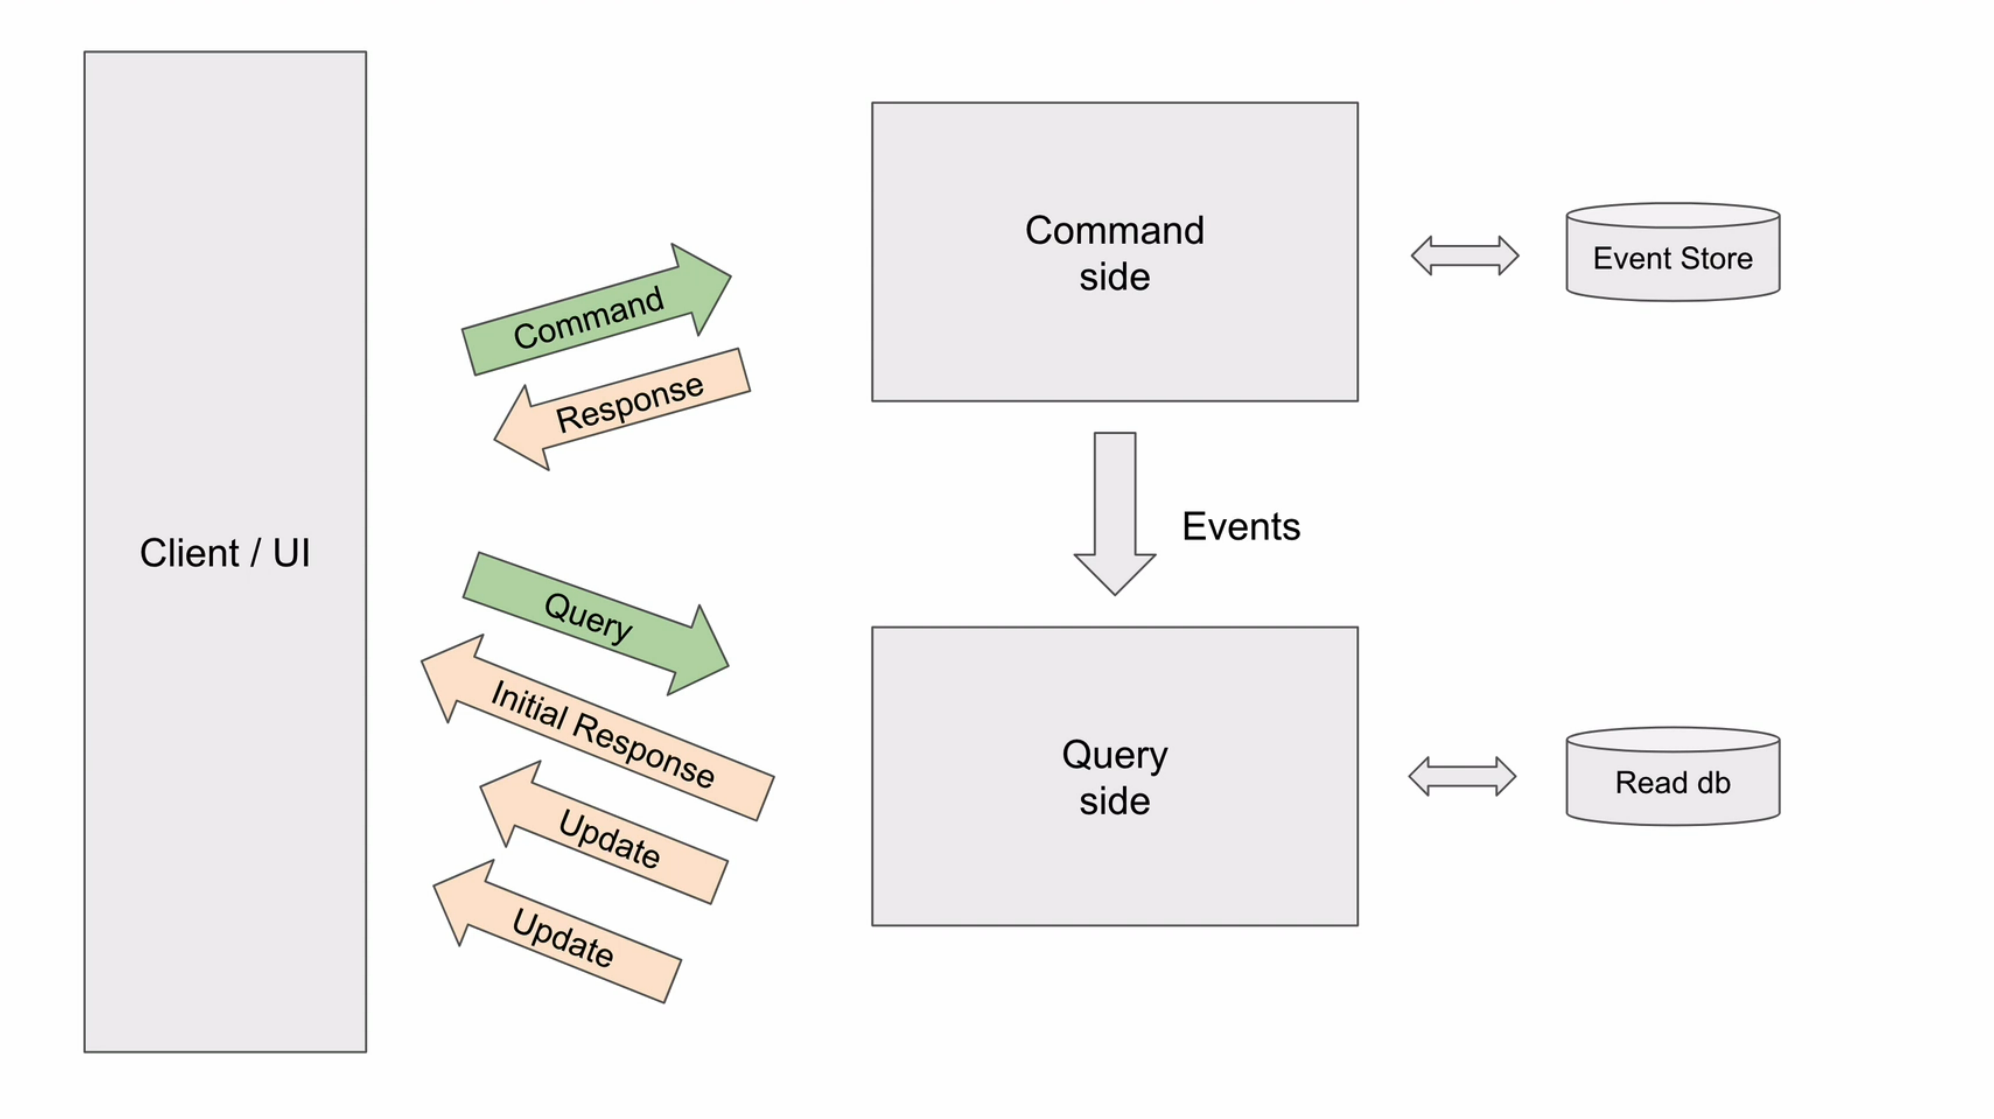 Client / UI
Command
Response
Query
Initial Response
Update
Update
Command
side
Events
Query
side
Event Store
Read db